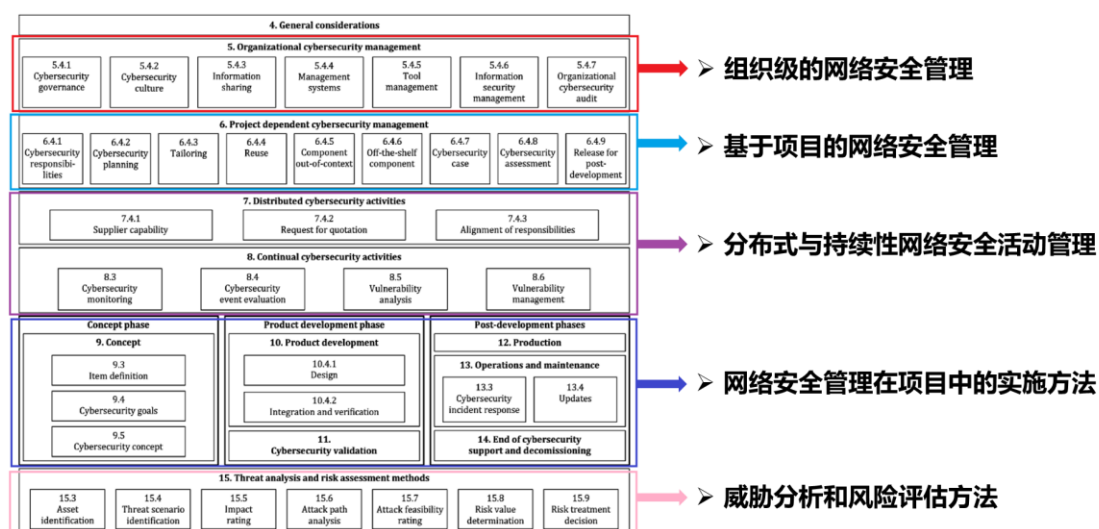 4. General considerations
5. Organizational cybersecurity management
5.4.1
Cybersecurity
governance
5.4.2
Cybersecurity
culture
5.4.3
Information
sharing
5.4.4
Management
systems
5.4.5
Tool
management
5.4.6
Information
security
management
5.4.7
Organizational
cybersecurity
audit
➢ 组织级的网络安全管理
6. Project dependent cybersecurity management
6.4.1
Cybersecurity
responsibi-
lities
6.4.2
Cybersecurity
planning
6.4.3
Tailoring
6.4.4
Reuse
6.4.5
Component
out-of-context
6.4.6
Off-the-shelf
component
6.4.7
Cybersecurity
case
6.4.8
Cybersecurity
assessment
6.4.9
Release for
post-
development
➢ 基于项目的网络安全管理
7. Distributed cybersecurity activities
7.4.1
Supplier capability
7.4.2
Request for quotation
7.4.3
Alignment of responsibilities
8. Continual cybersecurity activities
8.3
Cybersecurity
monitoring
8.4
Cybersecurity
event evaluation
8.5
Vulnerability
analysis
8.6
Vulnerability
management
➢ 分布式与持续性网络安全活动管理
Concept phase
9. Concept
9.3
Item definition
9.4
Cybersecurity goals
9.5
Cybersecurity concept
Product development phase
10. Product development
10.4.1
Design
10.4.2
Integration and verification
11.
Cybersecurity validation
Post-development phases
12. Production
13. Operations and maintenance
13.3
Cybersecurity
incident response
13.4
Updates
14. End of cybersecurity
support and decomissioning
➢ 网络安全管理在项目中的实施方法
15. Threat analysis and risk assessment methods
15.3
Asset
identification
15.4
Threat scenario
identification
15.5
Impact
rating
15.6
Attack path
analysis
15.7
Attack feasibility
rating
15.8
Risk value
determination
15.9
Risk treatment
decision
➢ 威胁分析和风险评估方法